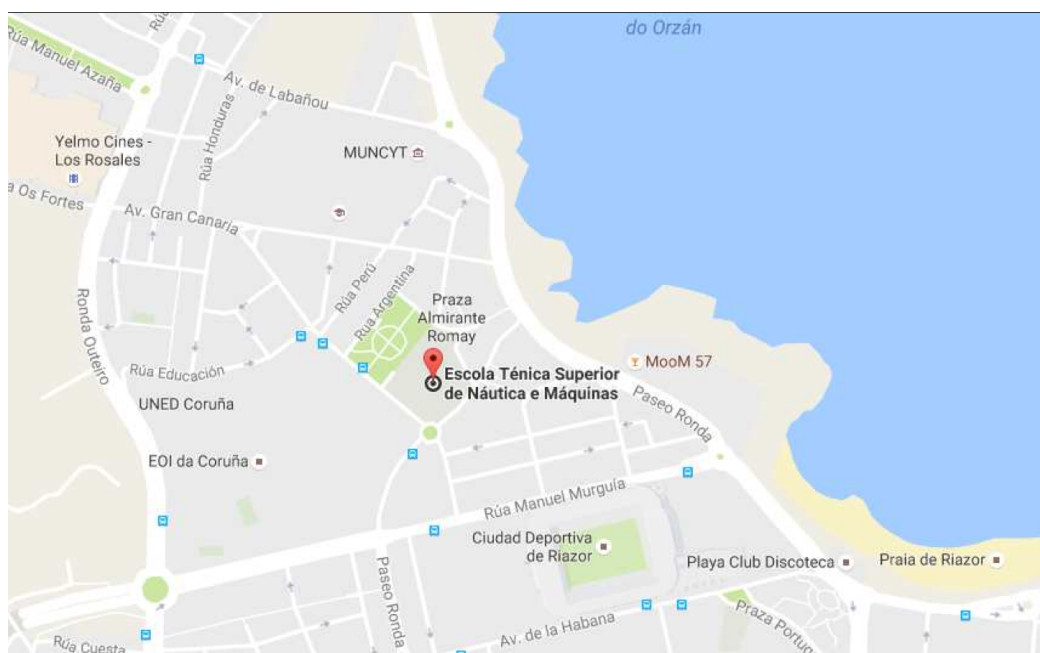 do Orzán
Rúa Manuel Azaña
Av. de Labañou
Rúa Honduras
Yelmo Cines -
Los Rosales
MUNCYT
a Os Fortes
Av. Gran Canaria
Rúa Perú
Rua Argentina
Ronda Outeiro
Praza
Almirante
Romay
MooM 57
Rúa Educación
Escola Ténica Superior
de Náutica e Máquinas
Paseo Ronda
UNED Coruña
EOI da Coruña
Rúa Manuel Murguía
Ciudad Deportiva
de Riazor
Playa Club Discoteca
Praia de Riazor
Paseo Ronda
Av. de la Habana
Praza Portug
Rúa Cuesta